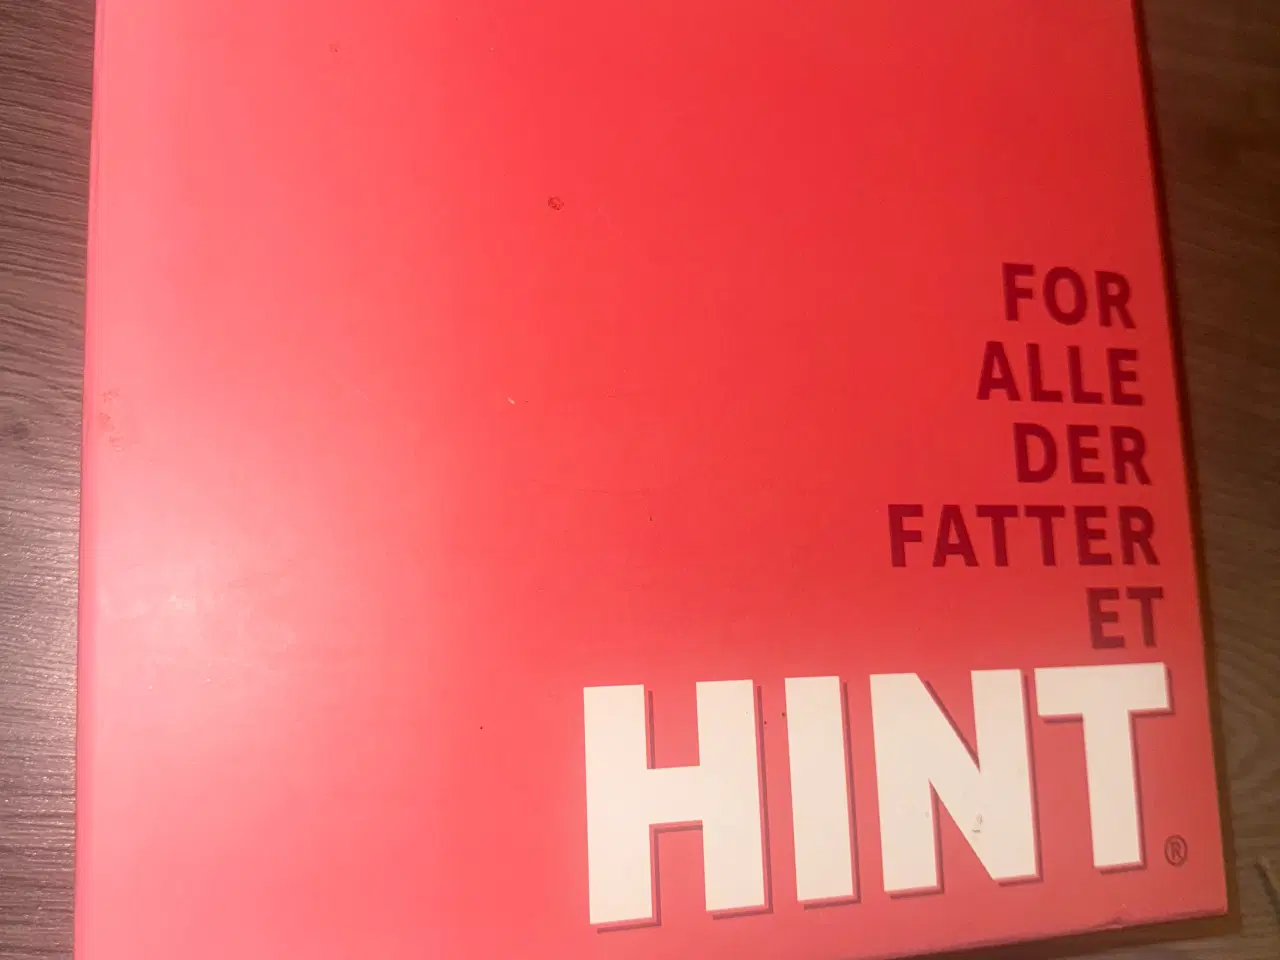 FOR
ALLE
DER
FATTER
ET
HINT®